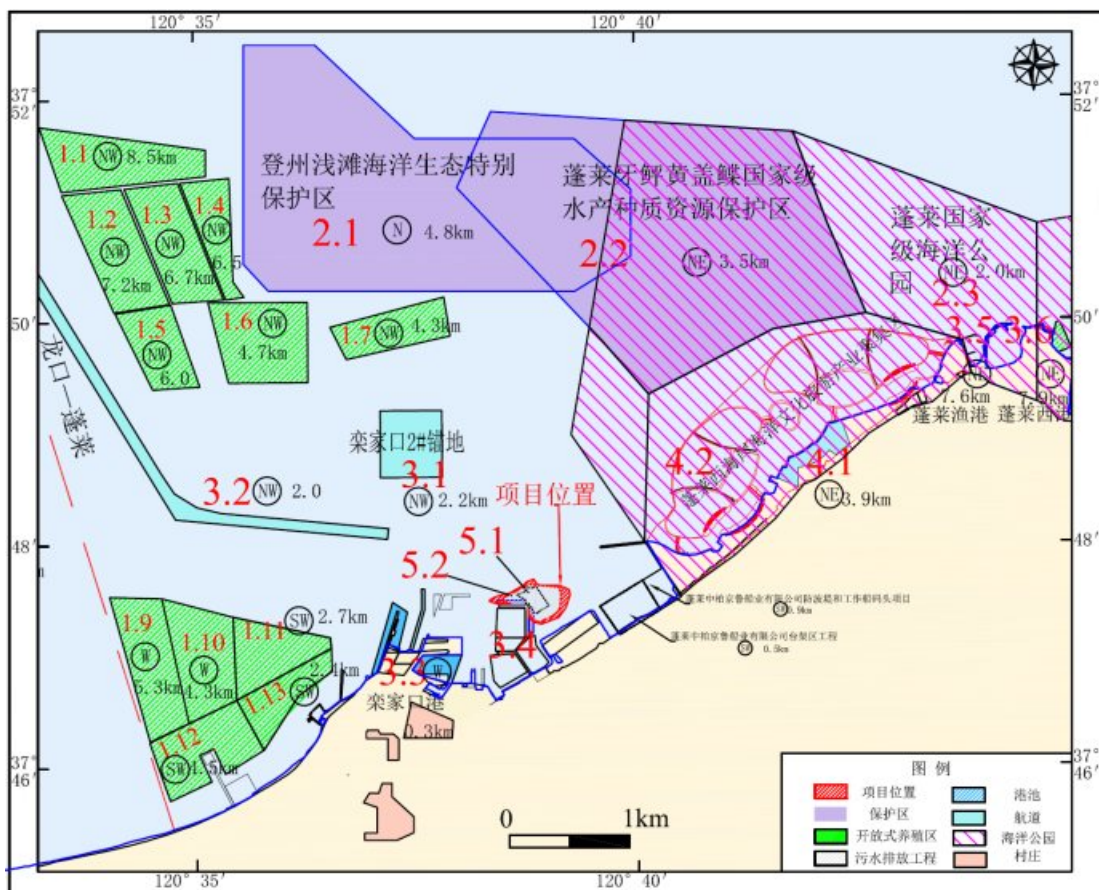 120° 35′
120° 40′
37°
52′
37°
52′
1.1 NW 8.5km
登州浅滩海洋生态特别
保护区
2.1 N 4.8km
蓬莱牙鲆黄盖鲽国家级
水产种质资源保护区
2.2
NE 3.5km
蓬莱国家
级海洋公
园
NE 2.0km
2.3
1.2
NW
7.2km
1.3
NW
6.7km
1.4
NW
6.5
50′
50′
1.5
NW
6.0
1.6 NW
4.7km
1.7 NW 4.3km
3.5 3.6
NE
7.6km
7.9km
蓬莱渔港 蓬莱西港
龙口—蓬莱
栾家口2#锚地
3.1
NW 2.2km
3.2 NW 2.0
4.2
4.1
NE 3.9km
项目位置
48′
48′
5.1
5.2
蓬莱中柏京鲁船业有限公司防波堤和工作船码头项目
SW 0.9km
蓬莱中柏京鲁船业有限公司台架区工程
SW 0.5km
1.9
W
5.3km
1.10
W
4.3km
1.11 SW 2.7km
2.4km
1.13 SW
1.12
SW 4.5km
3.3 W
3.4
栾家口港
0.3km
37°
46′
37°
46′
0 1km
图 例
项目位置
港池
保护区
航道
开放式养殖区
海洋公园
污水排放工程
村庄
120° 35′
120° 40′